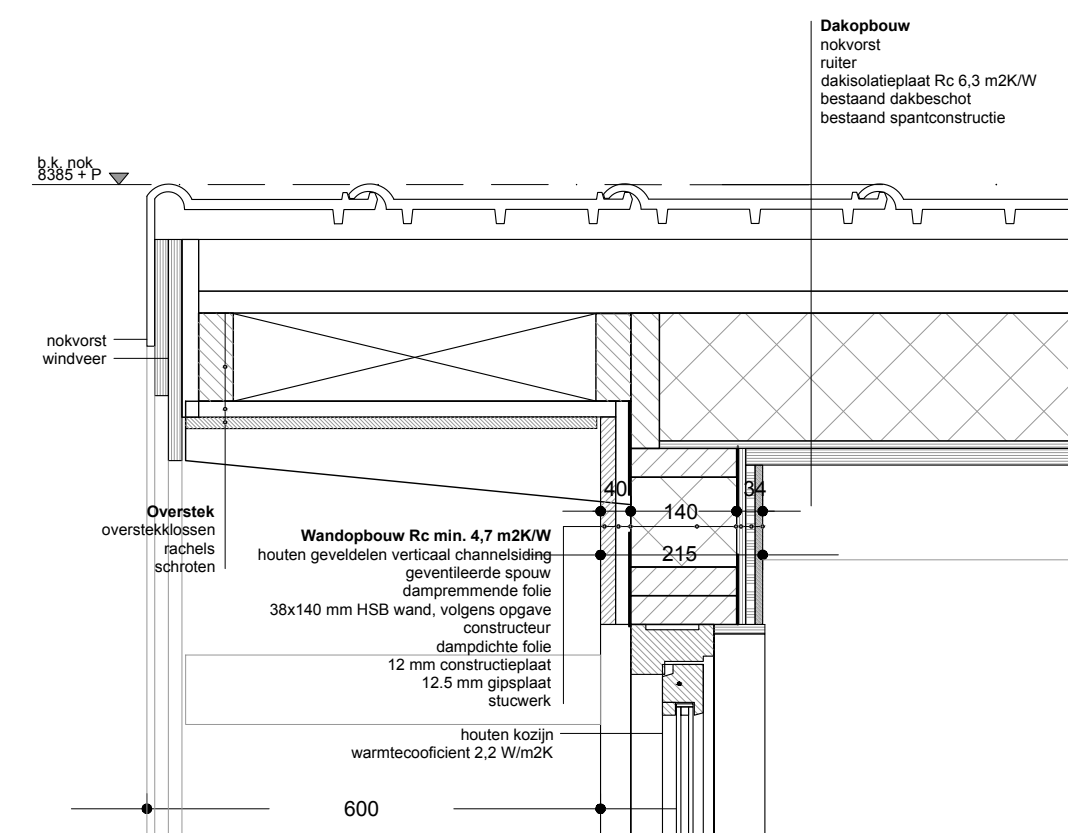 Dakopbouw
nokvorst
ruiter
dakisolatieplaat Rc 6,3 m2K/W
bestaand dakbeschot
bestaand spantconstructie
b.k. nok
8385 + P
nokvorst
windveer
Overstek
overstekklossen
rachels
schroten
40
140
34
215
Wandopbouw Rc min. 4,7 m2K/W
houten geveldelen verticaal channelsiding
geventileerde spouw
dampremmende folie
38x140 mm HSB wand, volgens opgave
constructeur
dampdichte folie
12 mm constructieplaat
12.5 mm gipsplaat
stucwerk
houten kozijn
warmtecooficient 2,2 W/m2K
600